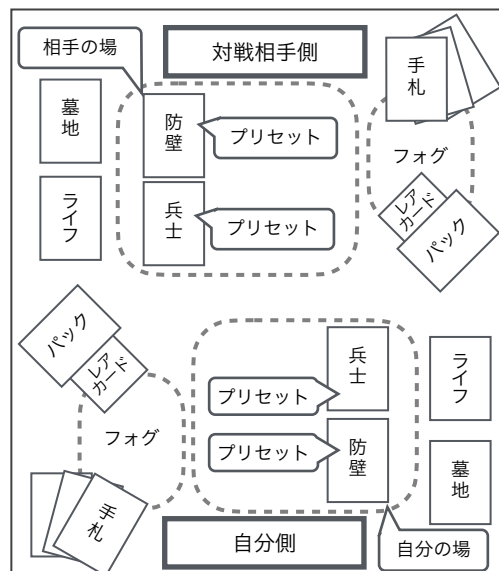 相手の場
対戦相手側
手札
墓地
防壁
プリセット
フォグ
ライフ
兵士
プリセット
レア
カード
パック
パック
レア
カード
兵士
ライフ
プリセット
フォグ
プリセット
防壁
墓地
手札
自分側
自分の場